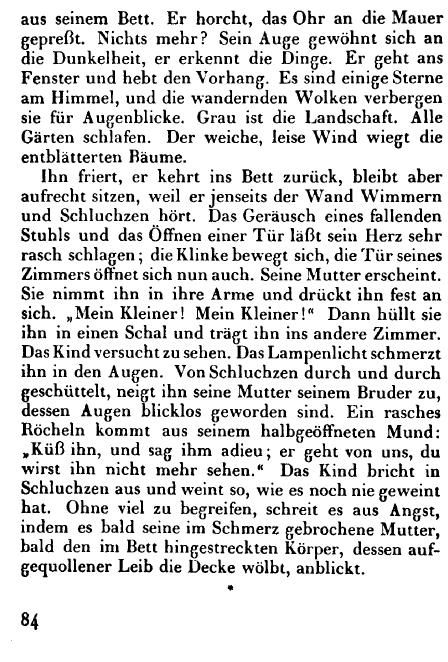 aus seinem Bett. Er horcht, das Ohr an die Mauer
gepreßt. Nichts mehr? Sein Auge gewöhnt sich an
die Dunkelheit, er erkennt die Dinge. Er geht ans
Fenster und hebt den Vorhang. Es sind einige Sterne
am Himmel, und die wandernden Wolken verbergen
sie für Augenblicke. Grau ist die Landschaft. Alle
Gärten schlafen. Der weiche, leise Wind wiegt die
entblätterten Bäume.
Ihn friert, er kehrt ins Bett zurück, bleibt aber
aufrecht sitzen, weil er jenseits der Wand Wimmern
und Schluchzen hört. Das Geräusch eines fallenden
Stuhls und das Öffnen einer Tür läßt sein Herz sehr
rasch schlagen; die Klinke bewegt sich, die Tür seines
Zimmers öffnet sich nun auch. Seine Mutter erscheint.
Sie nimmt ihn in ihre Arme und drückt ihn fest an
sich. „Mein Kleiner! Mein Kleiner!“ Dann hüllt sie
ihn in einen Schal und trägt ihn ins andere Zimmer.
Das Kind versucht zu sehen. Das Lampenlicht schmerzt
ihn in den Augen. Von Schluchzen durch und durch
geschüttelt, neigt ihn seine Mutter seinem Bruder zu,
dessen Augen blicklos geworden sind. Ein rasches
Röcheln kommt aus seinem halbgeöffneten Mund:
„Küß ihn, und sag ihm adieu; er geht von uns, du
wirst ihn nicht mehr sehen.“ Das Kind bricht in
Schluchzen aus und weint so, wie es noch nie geweint
hat. Ohne viel zu begreifen, schreit es aus Angst,
indem es bald seine im Schmerz gebrochene Mutter,
bald den im Bett hingestreckten Körper, dessen auf-
gequollener Leib die Decke wölbt, anblickt.
*
84